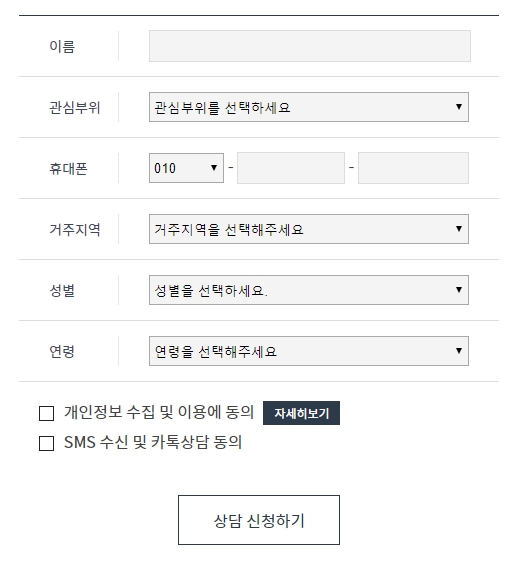 이름
관심부위 관심부위를 선택하세요 ▼
휴대폰 010 ▼ - -
거주지역 거주지역을 선택해주세요 ▼
성별 성별을 선택하세요. ▼
연령 연령을 선택해주세요 ▼
개인정보 수집 및 이용에 동의 자세히보기
SMS 수신 및 카톡상담 동의
상담 신청하기